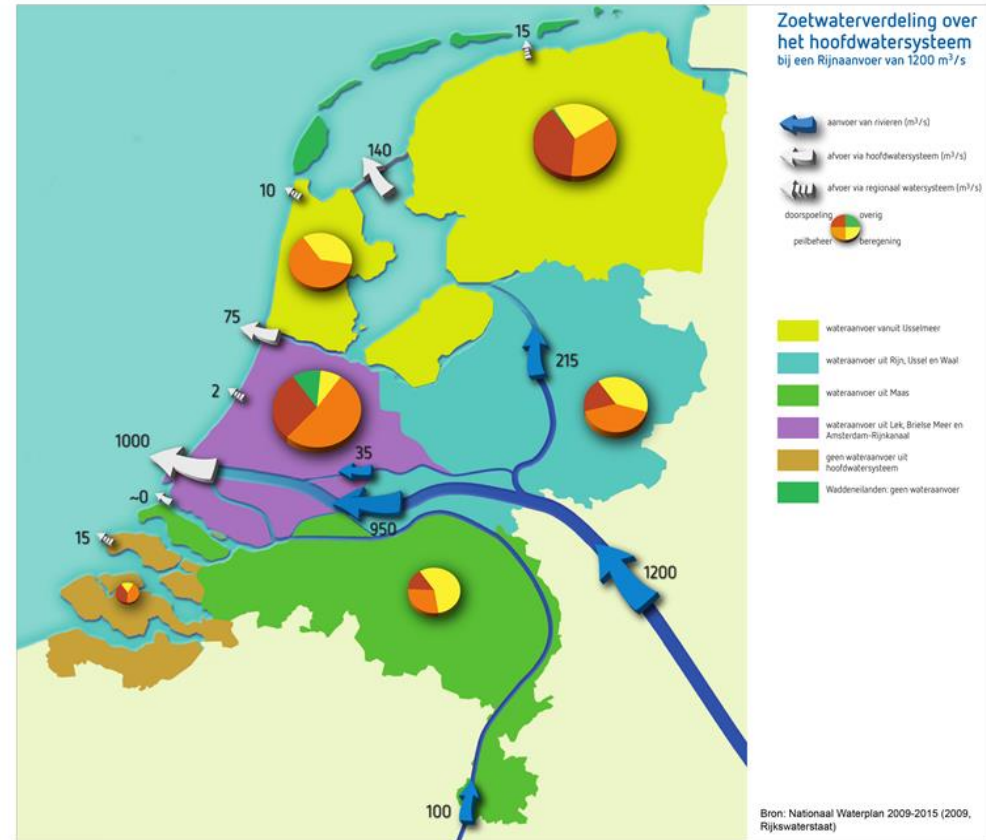 Zoetwaterverdeling over
het hoofdwatersysteem
bij een Rijnaanvoer van 1200 m³/s
aanvoer van rivieren (m³/s)
afvoer via hoofdwatersysteem (m³/s)
afvoer via regionaal watersysteem (m³/s)
doorspoeling
overig
peilbeheer
beregening
wateraanvoer vanuit IJsselmeer
wateraanvoer uit Rijn, IJssel en Waal
wateraanvoer uit Maas
wateraanvoer uit Lek, Brielse Meer en
Amsterdam-Rijnkanaal
geen wateraanvoer uit
hoofdwatersysteem
Waddeneilanden: geen wateraanvoer
15
140
10
75
215
2
1000
35
~0
950
15
1200
100
Bron: Nationaal Waterplan 2009-2015 (2009,
Rijkswaterstaat)